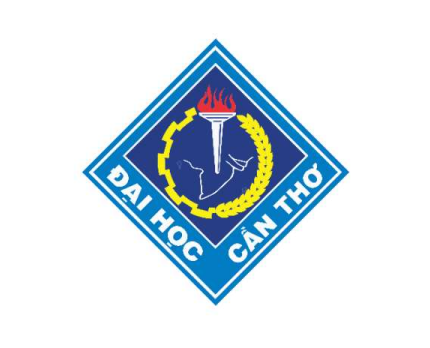 ĐẠI HỌC
CẦN THƠ